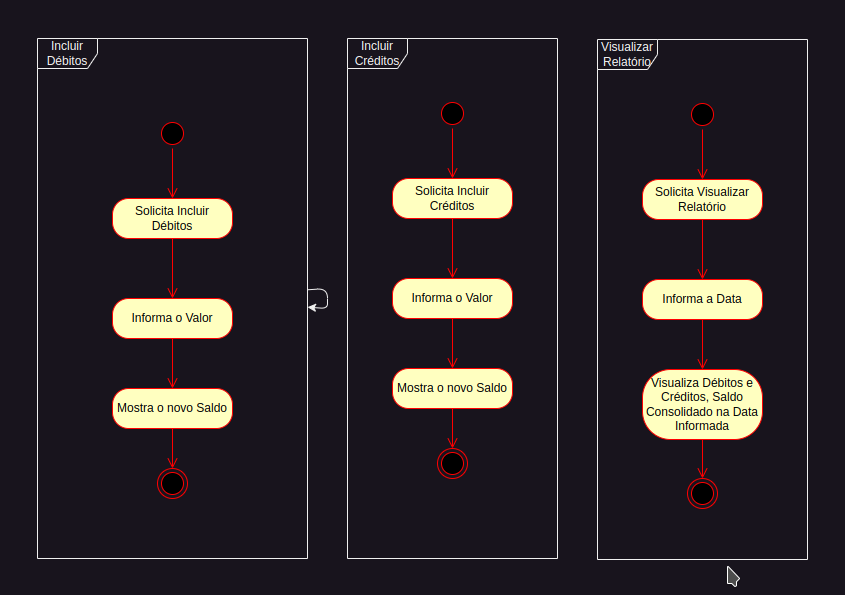 Incluir
Débitos
Solicita Incluir
Débitos
Informa o Valor
Mostra o novo Saldo
Incluir
Créditos
Solicita Incluir
Créditos
Informa o Valor
Mostra o novo Saldo
Visualizar
Relatório
Solicita Visualizar
Relatório
Informa a Data
Visualiza Débitos e
Créditos, Saldo
Consolidado na Data
Informada